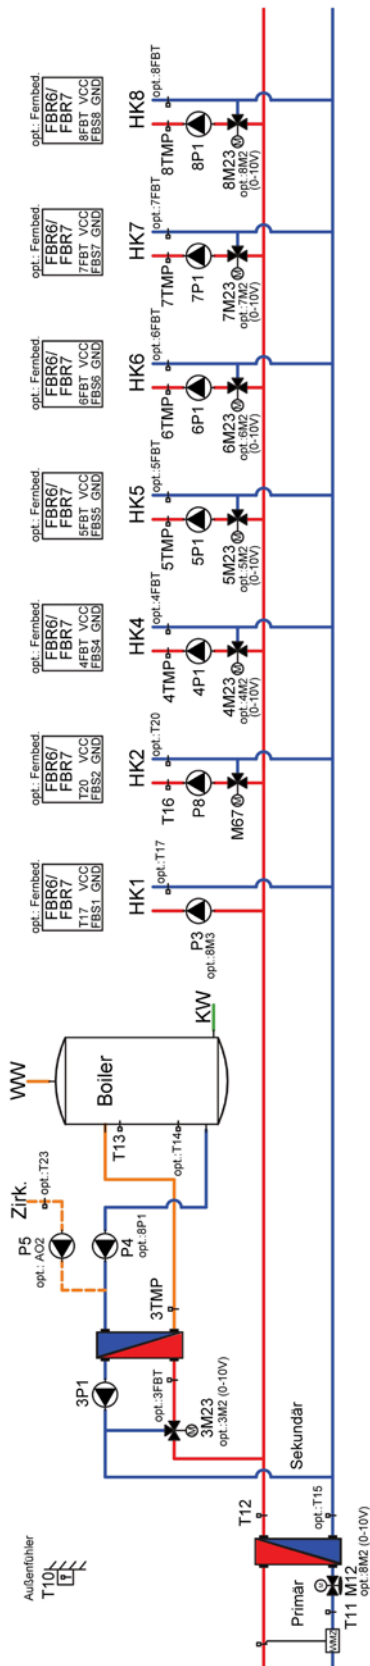 Außenfühler
T10
WMZ
T11
M12
opt.:8M2 (0-10V)
Primär
Sekundär
T12
opt.:T15
3P1
opt.:3FBT
3M23
opt.:3M2 (0-10V)
3TMP
P5
opt.: AO2
Zirk.
opt.:T23
P4
opt.:8P1
WW
Boiler
T13
opt.:T14
KW
opt.: Fernbed.
FBR6/
FBR7
T17 VCC
FBS1 GND
HK1
opt.:T17
P3
opt.:8M3
opt.: Fernbed.
FBR6/
FBR7
T20 VCC
FBS2 GND
HK2
opt.:T20
T16
P8
M67
M
opt.: Fernbed.
FBR6/
FBR7
4FBT VCC
FBS4 GND
HK4
opt.:4FBT
4TMP
4P1
M
4M23
opt.:4M2
(0-10V)
opt.: Fernbed.
FBR6/
FBR7
5FBT VCC
FBS5 GND
HK5
opt.:5FBT
5TMP
5P1
M
5M23
opt.:5M2
(0-10V)
opt.: Fernbed.
FBR6/
FBR7
6FBT VCC
FBS6 GND
HK6
opt.:6FBT
6TMP
6P1
M
6M23
opt.:6M2
(0-10V)
opt.: Fernbed.
FBR6/
FBR7
7FBT VCC
FBS7 GND
HK7
opt.:7FBT
7TMP
7P1
M
7M23
opt.:7M2
(0-10V)
opt.: Fernbed.
FBR6/
FBR7
8FBT VCC
FBS8 GND
HK8
opt.:8FBT
8TMP
8P1
M
8M23
opt.:8M2
(0-10V)